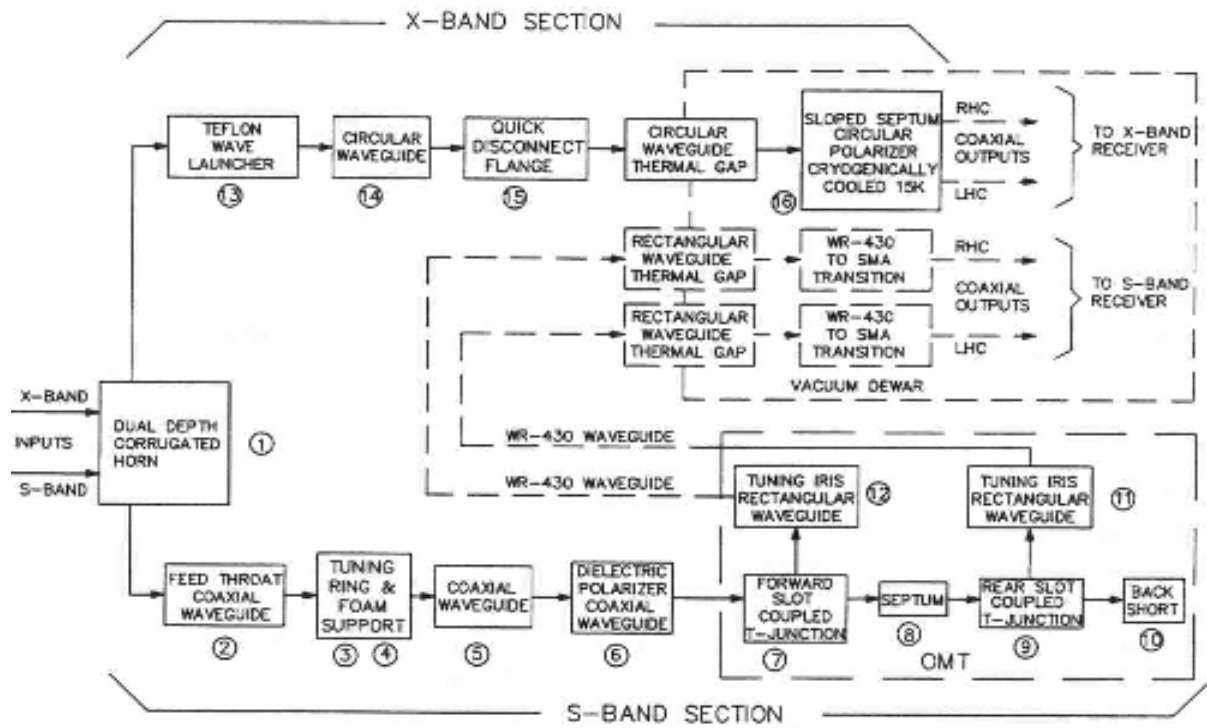 X-BAND SECTION
TEFLON
WAVE
LAUNCHER
13
CIRCULAR
WAVEGUIDE
14
QUICK
DISCONNECT
FLANGE
15
CIRCULAR
WAVEGUIDE
THERMAL GAP
SLOPED SEPTUM
CIRCULAR
POLARIZER
CRYOGENICALLY
COOLED 15K
16
RHC
COAXIAL
OUTPUTS
LHC
TO X-BAND
RECEIVER
RECTANGULAR
WAVEGUIDE
THERMAL GAP
WR-430
TO SMA
TRANSITION
RHC
COAXIAL
OUTPUTS
LHC
TO S-BAND
RECEIVER
RECTANGULAR
WAVEGUIDE
THERMAL GAP
WR-430
TO SMA
TRANSITION
VACUUM DEWAR
X-BAND
INPUTS
S-BAND
DUAL DEPTH
CORRUGATED
HORN
1
WR-430 WAVEGUIDE
WR-430 WAVEGUIDE
TUNING IRIS
RECTANGULAR
WAVEGUIDE
12
TUNING IRIS
RECTANGULAR
WAVEGUIDE
11
FEED THROAT
COAXIAL
WAVEGUIDE
2
TUNING
RING &
FOAM
SUPPORT
3 4
COAXIAL
WAVEGUIDE
5
DIELECTRIC
POLARIZER
COAXIAL
WAVEGUIDE
6
FORWARD
SLOT
COUPLED
T-JUNCTION
7
SEPTUM
8
REAR SLOT
COUPLED
T-JUNCTION
9
BACK
SHORT
10
OMT
S-BAND SECTION